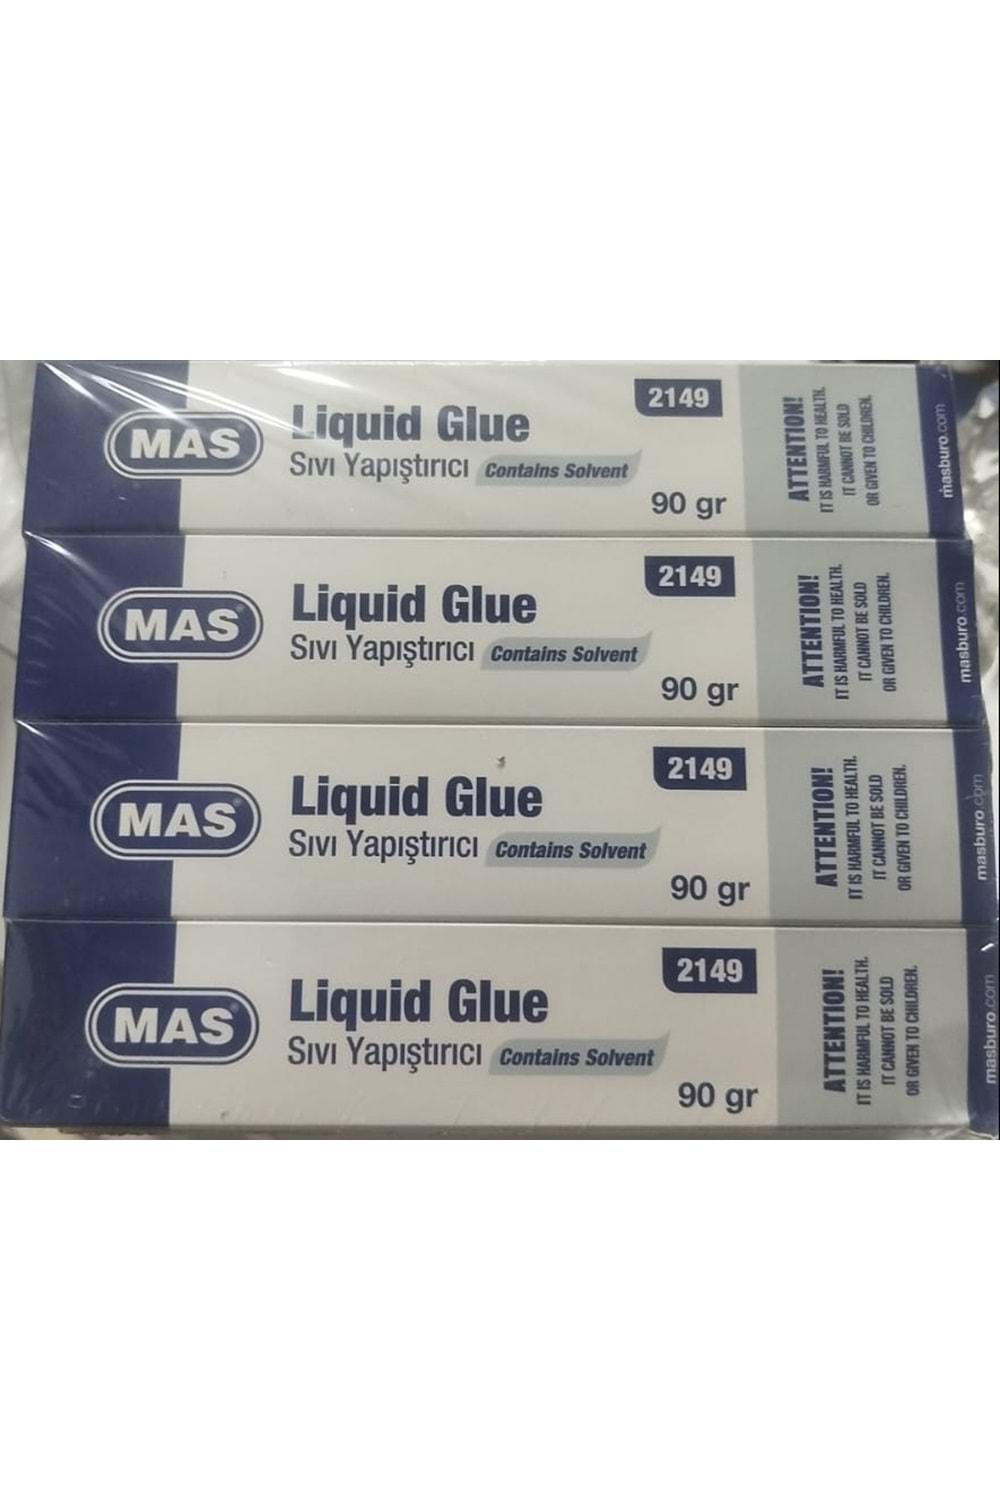 MAS®
Liquid Glue
Sıvı Yapıştırıcı Contains Solvent
2149
90 gr
ATTENTION!
IT IS HARMFUL TO HEALTH.
IT CANNOT BE SOLD
OR GIVEN TO CHILDREN.
masburo.com
MAS®
Liquid Glue
Sıvı Yapıştırıcı Contains Solvent
2149
90 gr
ATTENTION!
IT IS HARMFUL TO HEALTH.
IT CANNOT BE SOLD
OR GIVEN TO CHILDREN.
masburo.com
MAS®
Liquid Glue
Sıvı Yapıştırıcı Contains Solvent
2149
90 gr
ATTENTION!
IT IS HARMFUL TO HEALTH.
IT CANNOT BE SOLD
OR GIVEN TO CHILDREN.
masburo.com
MAS®
Liquid Glue
Sıvı Yapıştırıcı Contains Solvent
2149
90 gr
ATTENTION!
IT IS HARMFUL TO HEALTH.
IT CANNOT BE SOLD
OR GIVEN TO CHILDREN.
masburo.com